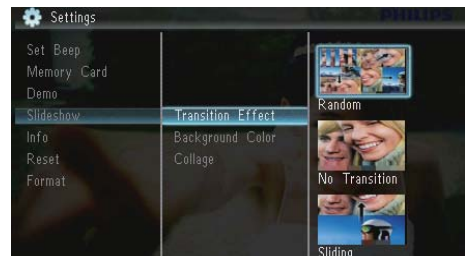 Settings
PHILIPS
Set Beep
Memory Card
Demo
Slideshow
Info
Reset
Format
Transition Effect
Background Color
Collage
Random
No Transition
Sliding